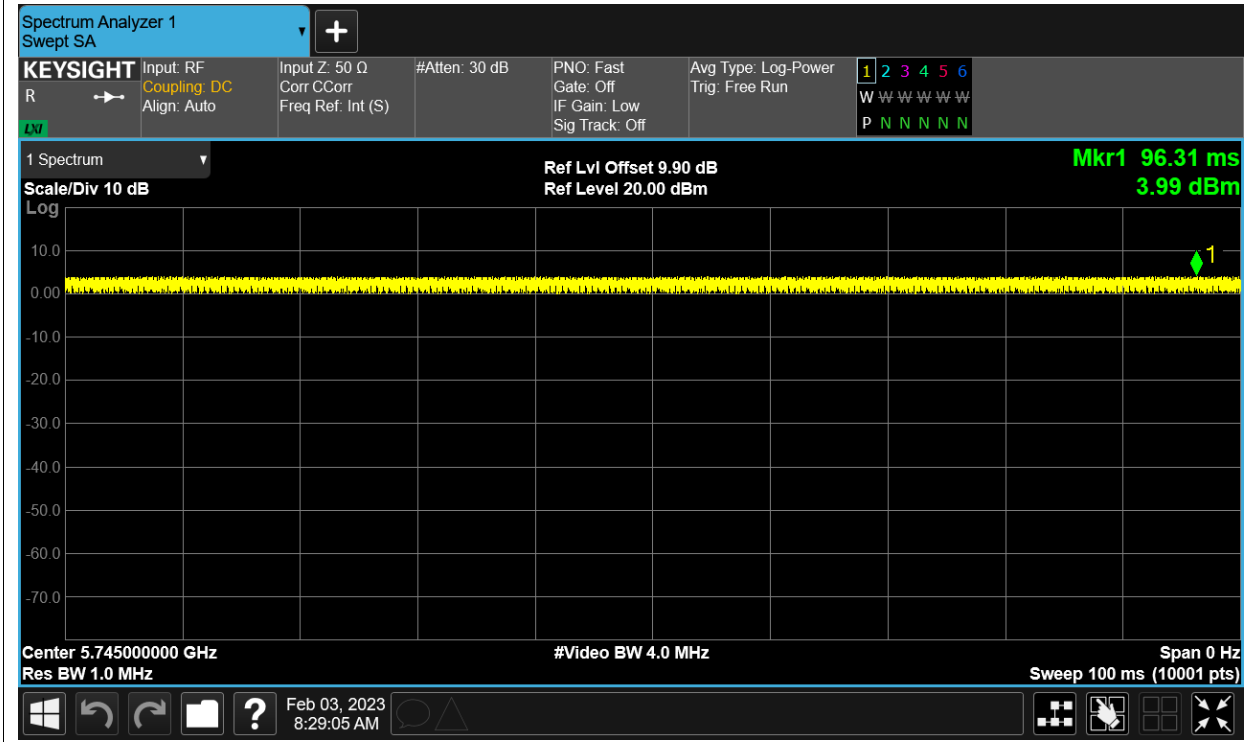 Spectrum Analyzer 1
Swept SA
KEYSIGHT
R
LXI
Input: RF
Coupling: DC
Align: Auto
Input Z: 50 Ω
Corr CCorr
Freq Ref: Int (S)
#Atten: 30 dB
PNO: Fast
Gate: Off
IF Gain: Low
Sig Track: Off
Avg Type: Log-Power
Trig: Free Run
1 2 3 4 5 6
W W W W W W
P N N N N N
1 Spectrum
Scale/Div 10 dB
Log
Ref Lvl Offset 9.90 dB
Ref Level 20.00 dBm
Mkr1 96.31 ms
3.99 dBm
10.0
1
0.00
-10.0
-20.0
-30.0
-40.0
-50.0
-60.0
-70.0
Center 5.745000000 GHz
Res BW 1.0 MHz
#Video BW 4.0 MHz
Span 0 Hz
Sweep 100 ms (10001 pts)
?
Feb 03, 2023
8:29:05 AM